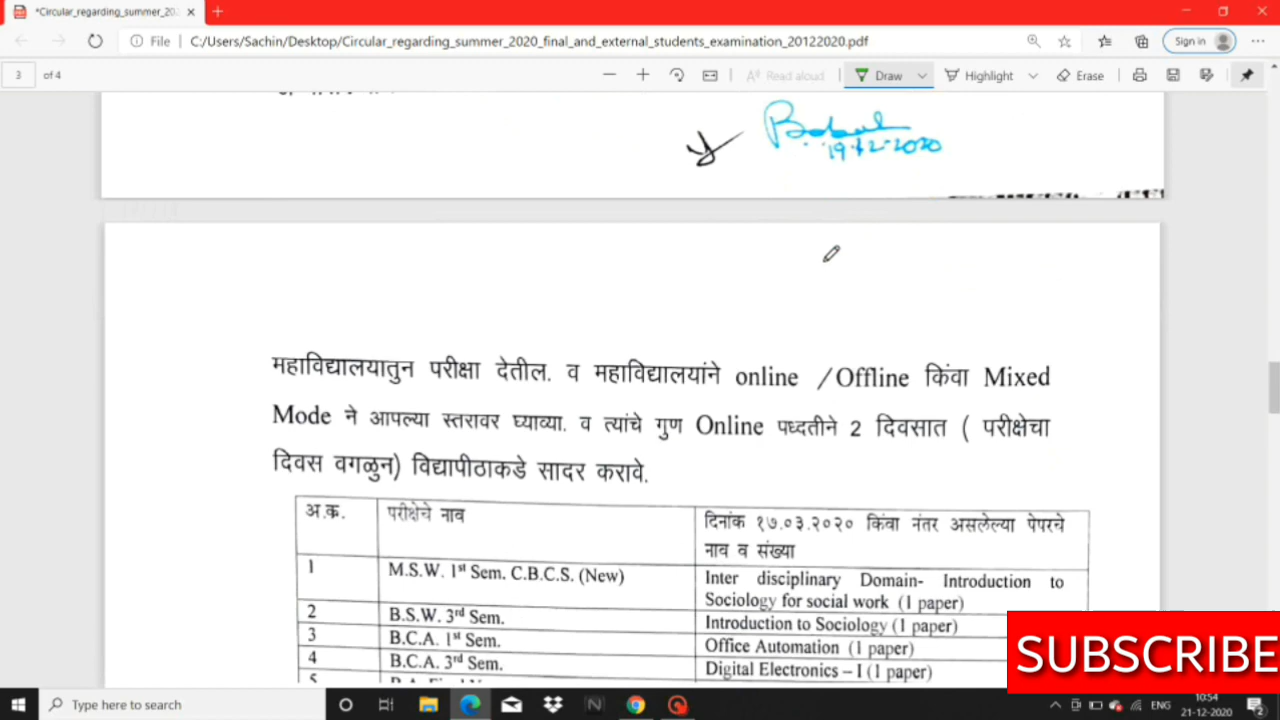 *Circular_regarding_summer_202
File C:/Users/Sachin/Desktop/Circular_regarding_summer_2020_final_and_external_students_examination_20122020.pdf Sign in
3 of 4 Read aloud Draw Highlight Erase
19-12-2020
महाविद्यालयातुन परीक्षा देतील. व महाविद्यालयांने online /Offline किंवा Mixed
Mode ने आपल्या स्तरावर घ्याव्या. व त्यांचे गुण Online पध्दतीने 2 दिवसात ( परीक्षेचा
दिवस वगळुन) विद्यापीठाकडे सादर करावे.
अ.क. परीक्षेचे नाव दिनांक १७.०३.२०२० किंवा नंतर असलेल्या पेपरचे
नाव व संख्या
1 M.S.W. 1st Sem. C.B.C.S. (New) Inter disciplinary Domain- Introduction to
Sociology for social work (1 paper)
2 B.S.W. 3rd Sem. Introduction to Sociology (1 paper)
3 B.C.A. 1st Sem. Office Automation (1 paper)
4 B.C.A. 3rd Sem. Digital Electronics – I (1 paper)
SUBSCRIBE
Type here to search ENG 10:54
21-12-2020